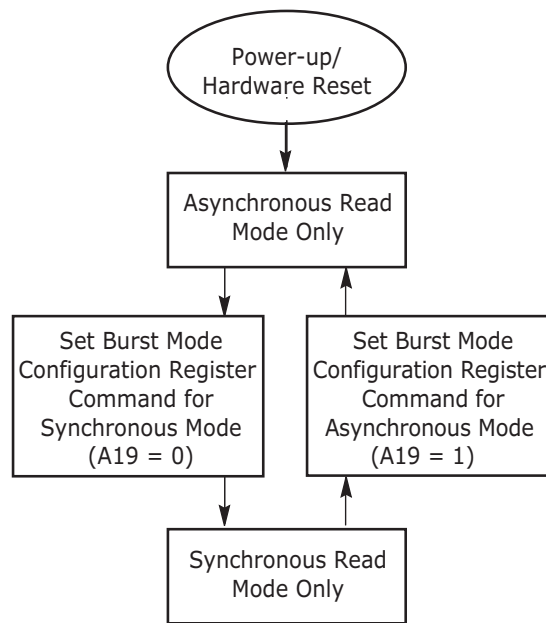 Power-up/
Hardware Reset
Asynchronous Read
Mode Only
Set Burst Mode
Configuration Register
Command for
Synchronous Mode
(A19 = 0)
Set Burst Mode
Configuration Register
Command for
Asynchronous Mode
(A19 = 1)
Synchronous Read
Mode Only